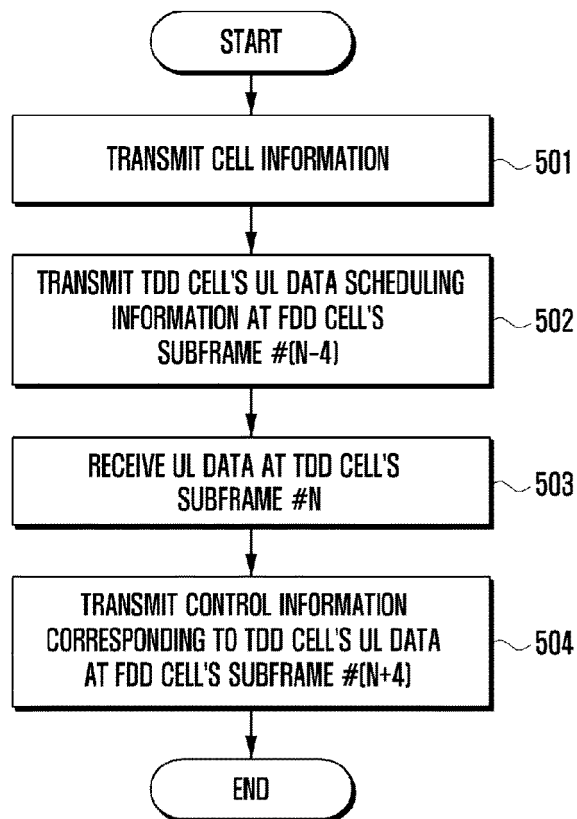 START
TRANSMIT CELL INFORMATION
501
TRANSMIT TDD CELL'S UL DATA SCHEDULING
INFORMATION AT FDD CELL'S
SUBFRAME #(N-4)
502
RECEIVE UL DATA AT TDD CELL'S
SUBFRAME #N
503
TRANSMIT CONTROL INFORMATION
CORRESPONDING TO TDD CELL'S UL DATA
AT FDD CELL'S SUBFRAME #(N+4)
504
END